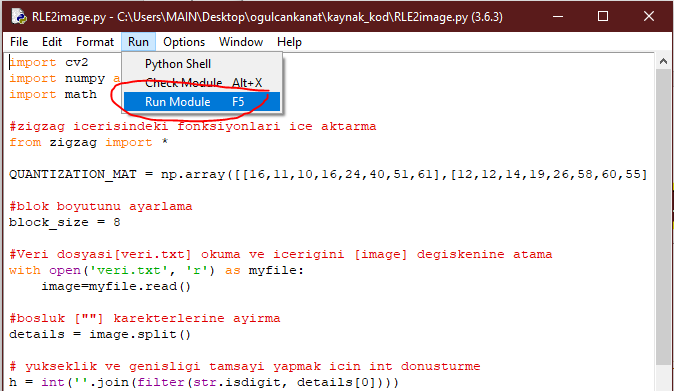 RLE2image.py - C:\Users\MAIN\Desktop\ogulcankanat\kaynak_kod\RLE2image.py (3.6.3)
File Edit Format Run Options Window Help
Python Shell
Check Module Alt+X
Run Module F5
import cv2
import numpy a
import math
#zigzag icerisindeki fonksiyonlari ice aktarma
from zigzag import *
QUANTIZATION_MAT = np.array([[16,11,10,16,24,40,51,61],[12,12,14,19,26,58,60,55]
#blok boyutunu ayarlama
block_size = 8
#Veri dosyasi[veri.txt] okuma ve icerigini [image] degiskenine atama
with open('veri.txt', 'r') as myfile:
    image=myfile.read()
#bosluk [""] karekterlerine ayirma
details = image.split()
# yukseklik ve genisligi tamsayi yapmak icin int donusturme
h = int(''.join(filter(str.isdigit, details[0])))